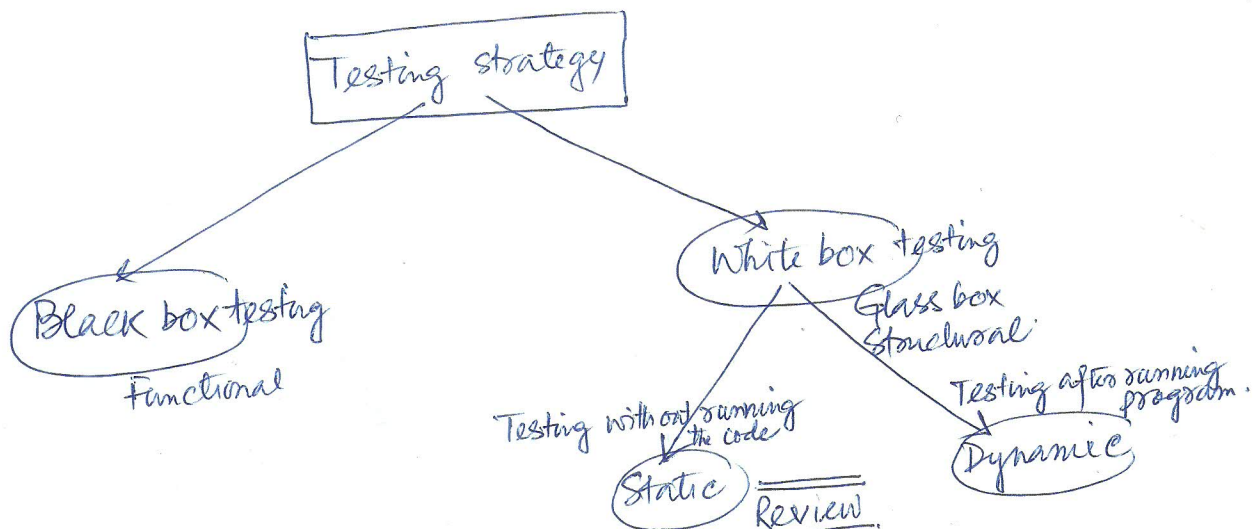 Testing strategy
White box testing
Glass box
Structural
Black box testing
Functional
Testing without running
the code
Testing after running
program.
Static
Review
Dynamic